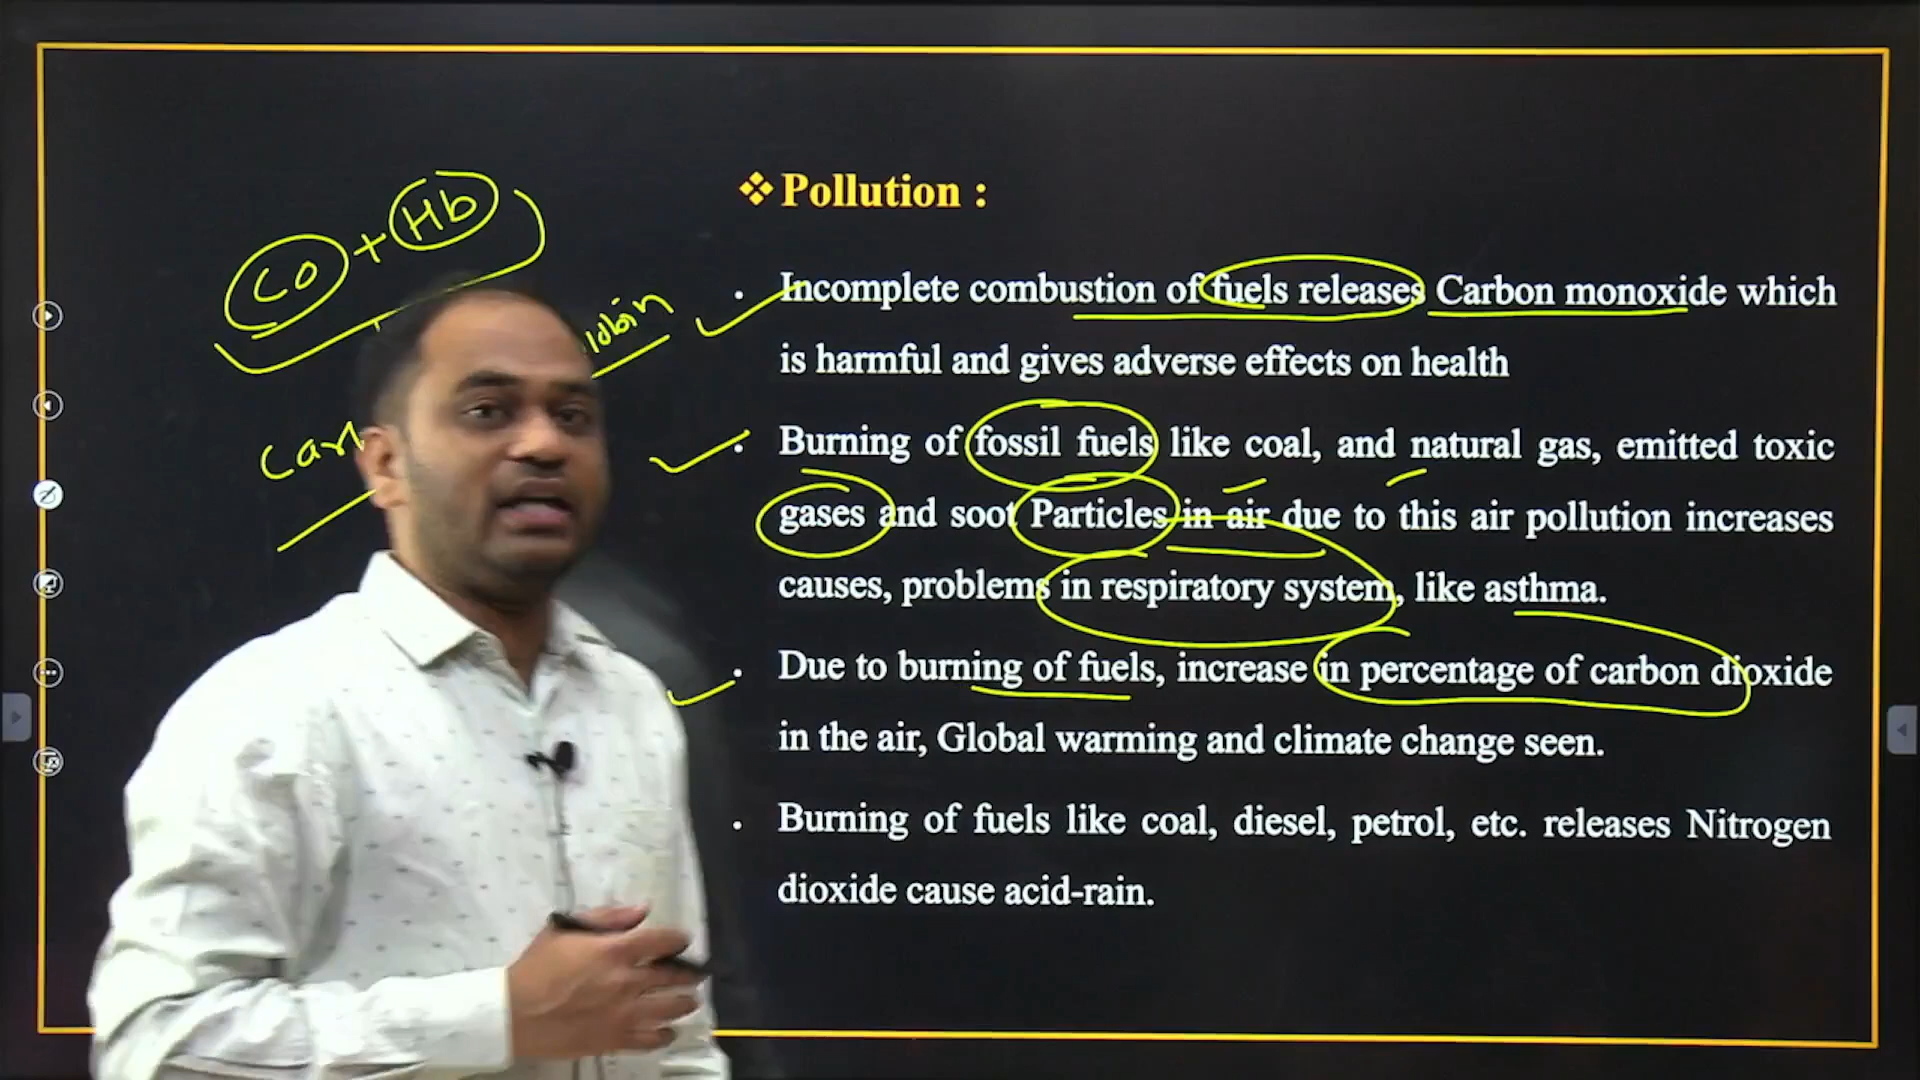 ❖ Pollution :
CO + Hb
• Incomplete combustion of fuels releases Carbon monoxide which
is harmful and gives adverse effects on health
• Burning of fossil fuels like coal, and natural gas, emitted toxic
gases and soot Particles in air due to this air pollution increases
causes, problems in respiratory system, like asthma.
• Due to burning of fuels, increase in percentage of carbon dioxide
in the air, Global warming and climate change seen.
• Burning of fuels like coal, diesel, petrol, etc. releases Nitrogen
dioxide cause acid-rain.